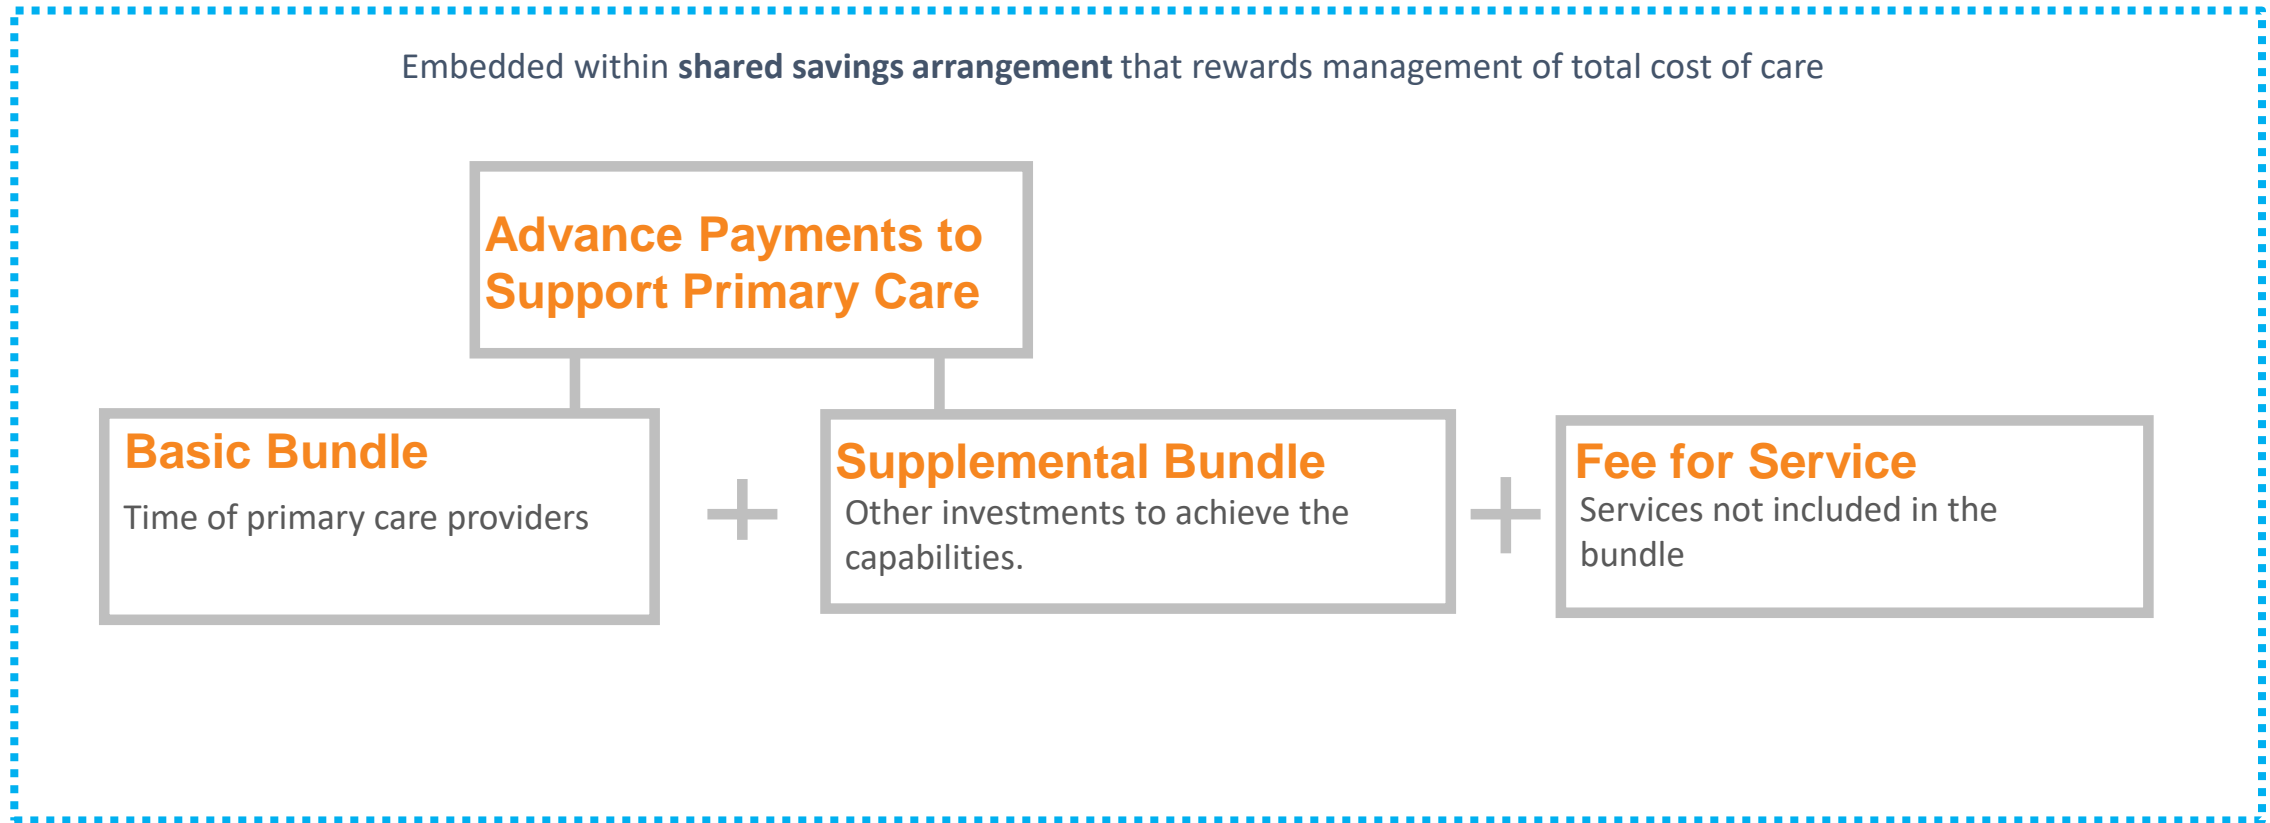 Embedded within shared savings arrangement that rewards management of total cost of care
Advance Payments to
Support Primary Care
Basic Bundle
Time of primary care providers
+
Supplemental Bundle
Other investments to achieve the
capabilities.
+
Fee for Service
Services not included in the
bundle